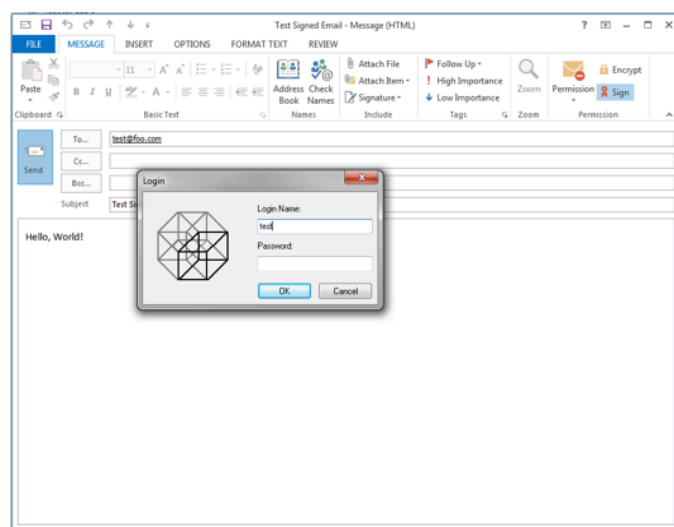 Test Signed Email - Message (HTML)
FILE MESSAGE INSERT OPTIONS FORMAT TEXT REVIEW
Paste
11
B I U
A
Address Book
Check Names
Attach File
Attach Item
Signature
Follow Up
High Importance
Low Importance
Zoom
Permission
Encrypt
Sign
Clipboard Basic Text Names Include Tags Zoom Permission
Send
To... test@foo.com
Cc...
Bcc...
Subject Test Si
Hello, World!
Login
Login Name:
test
Password:
OK Cancel